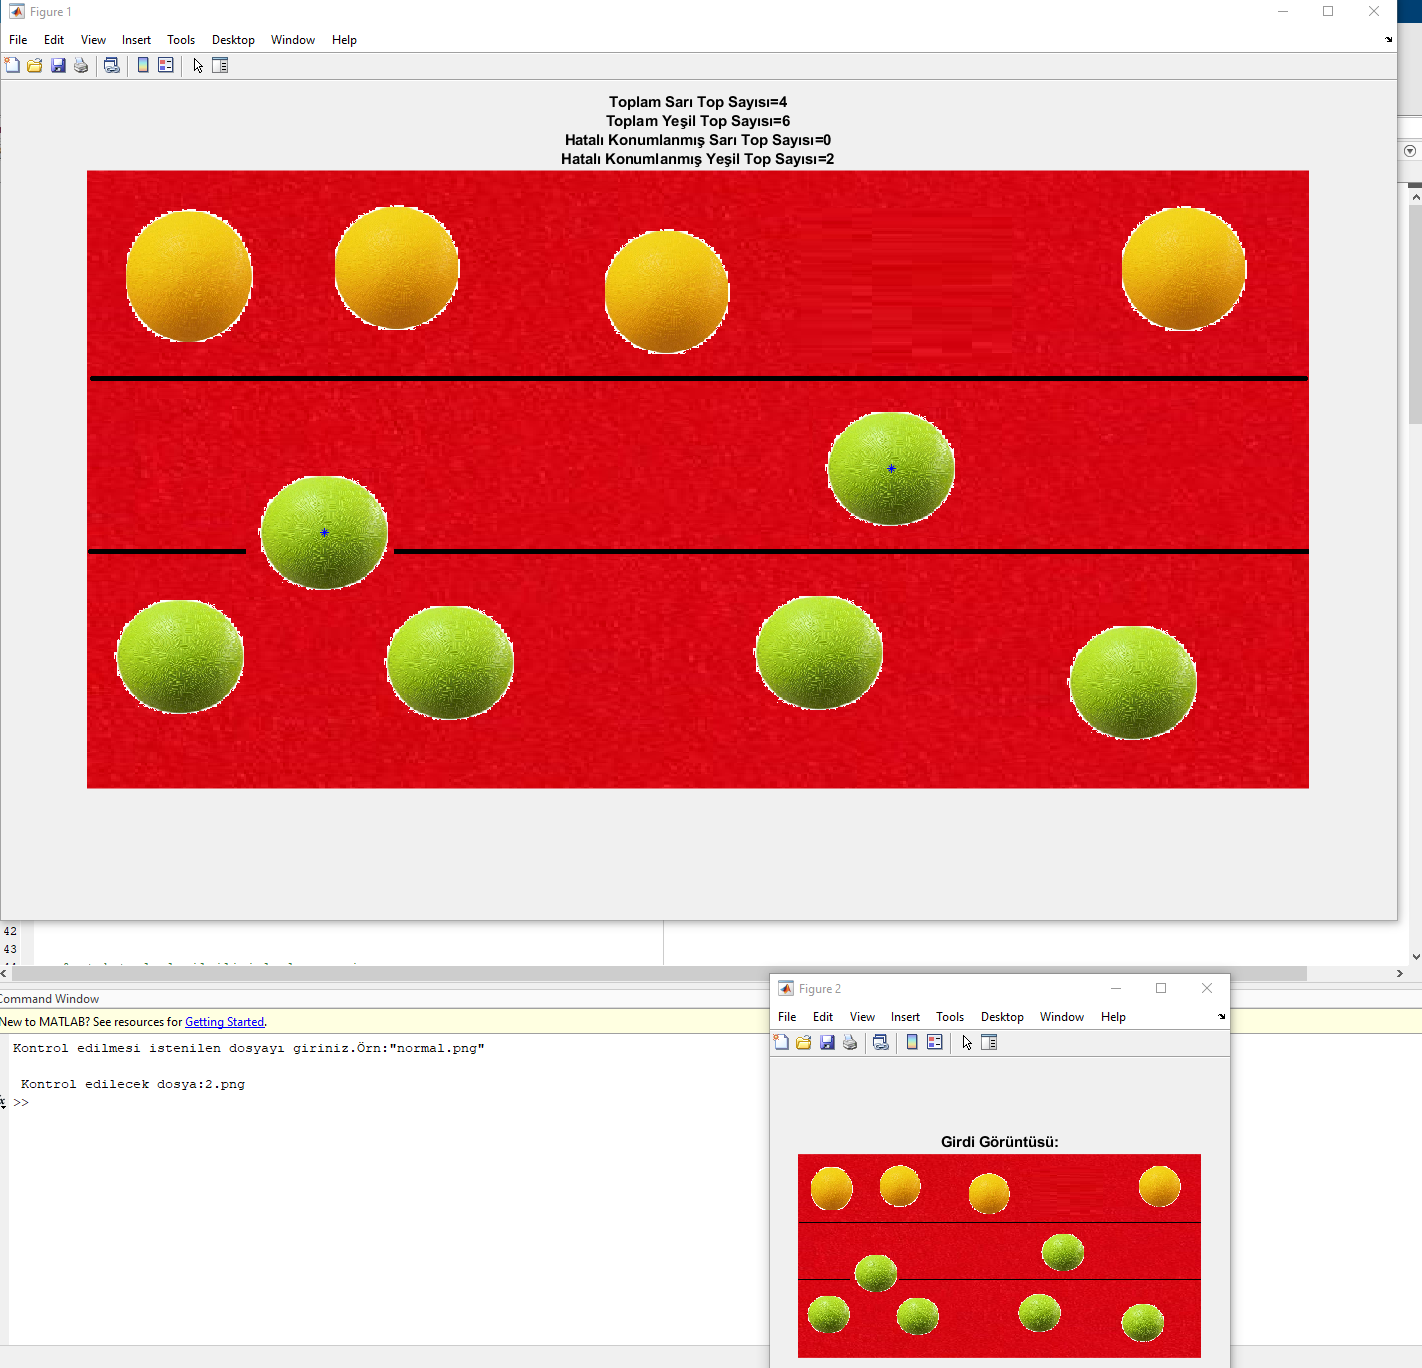 Figure 1
File Edit View Insert Tools Desktop Window Help
Toplam Sarı Top Sayısı=4
Toplam Yeşil Top Sayısı=6
Hatalı Konumlanmış Sarı Top Sayısı=0
Hatalı Konumlanmış Yeşil Top Sayısı=2
42
43
Command Window
New to MATLAB? See resources for Getting Started.
Kontrol edilmesi istenilen dosyayı giriniz.Örn:"normal.png"
Kontrol edilecek dosya:2.png
>>
Figure 2
File Edit View Insert Tools Desktop Window Help
Girdi Görüntüsü: